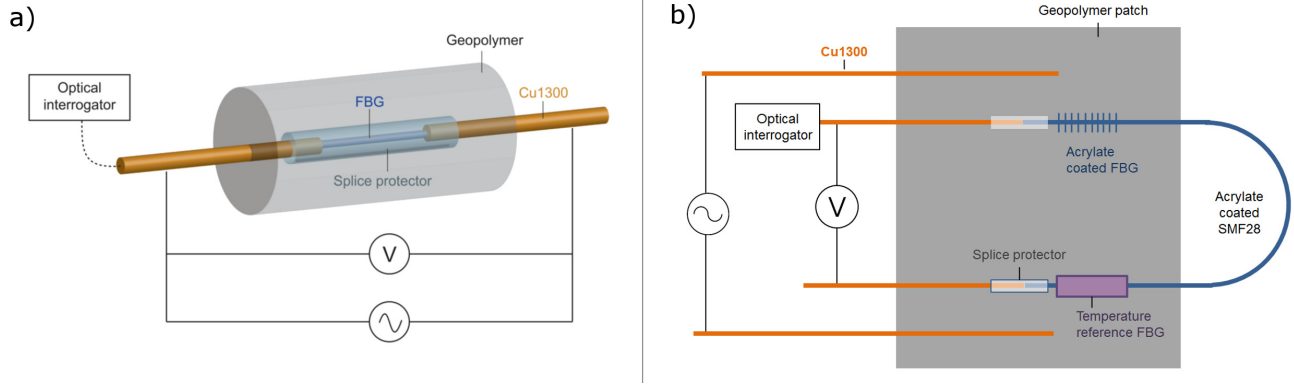 a)
Geopolymer
Optical
interrogator
FBG
Cu1300
Splice protector
V
b)
Geopolymer patch
Cu1300
Optical
interrogator
Acrylate
coated FBG
V
Acrylate
coated
SMF28
Splice protector
Temperature
reference FBG